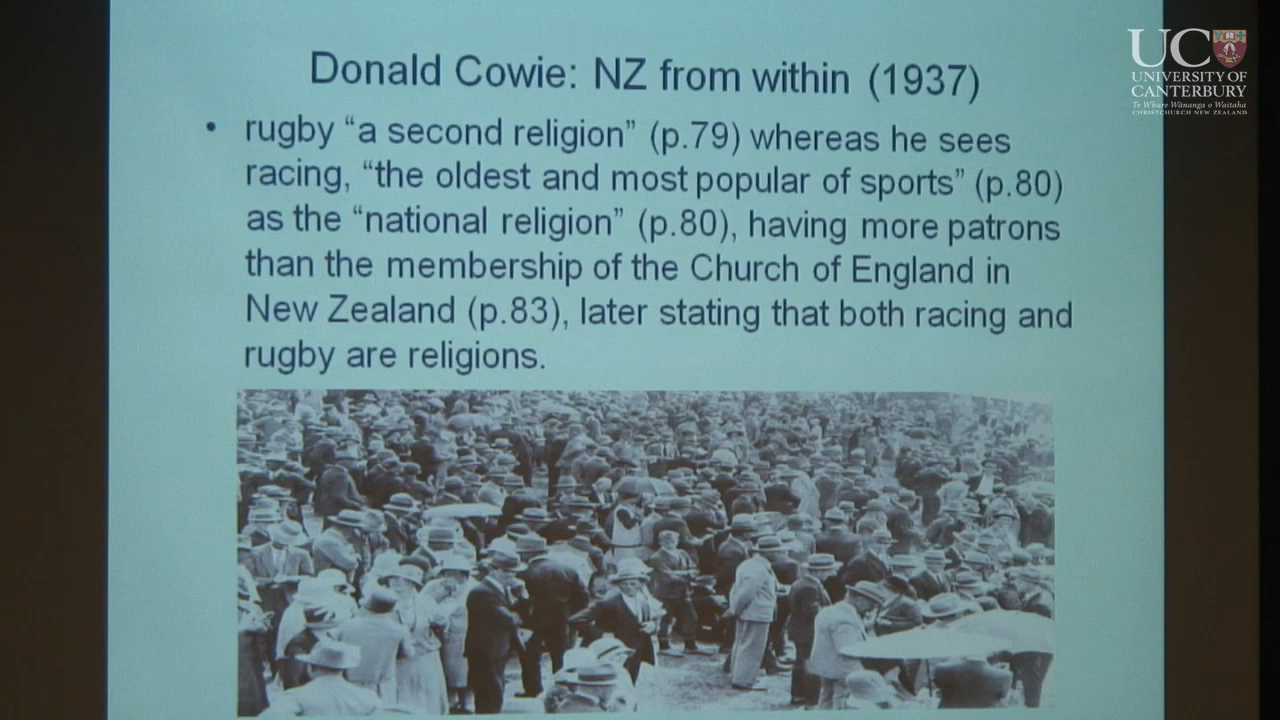 Donald Cowie: NZ from within (1937)
• rugby “a second religion” (p.79) whereas he sees
racing, “the oldest and most popular of sports” (p.80)
as the “national religion” (p.80), having more patrons
than the membership of the Church of England in
New Zealand (p.83), later stating that both racing and
rugby are religions.
UC
UNIVERSITY OF
CANTERBURY
Te Whare Wānanga o Waitaha
CHRISTCHURCH NEW ZEALAND